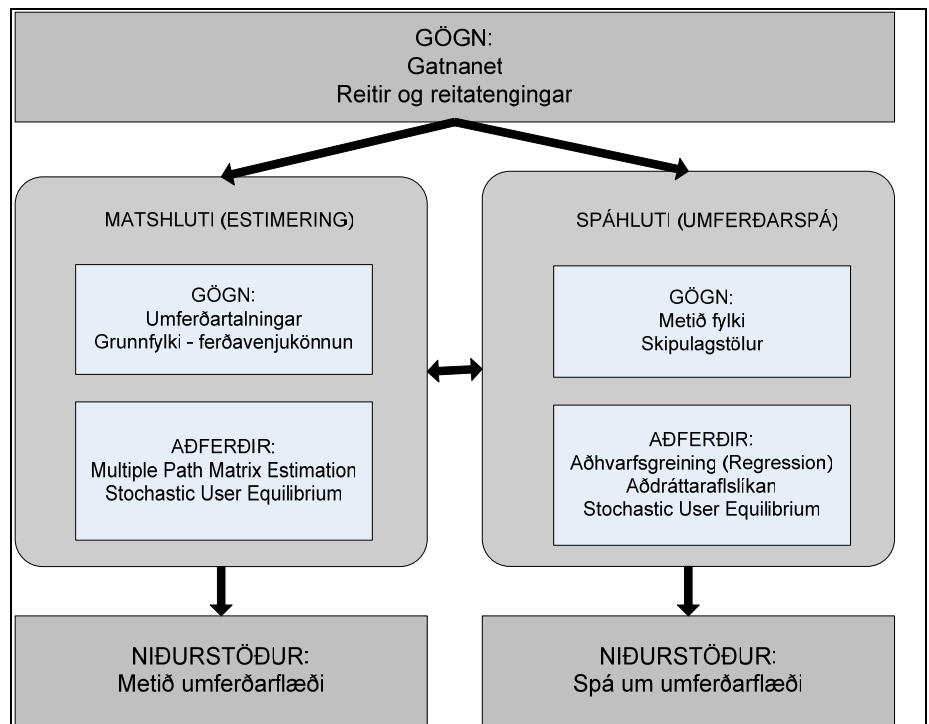 GÖGN:
Gatnanet
Reitir og reitatengingar
MATSHLUTI (ESTIMERING)
GÖGN:
Umferðartalningar
Grunnfylki - ferðavenjukönnun
AÐFERÐIR:
Multiple Path Matrix Estimation
Stochastic User Equilibrium
SPÁHLUTI (UMFERÐARSPÁ)
GÖGN:
Metið fylki
Skipulagstölur
AÐFERÐIR:
Aðhvarfsgreining (Regression)
Aðdráttaraflslíkan
Stochastic User Equilibrium
NIÐURSTÖÐUR:
Metið umferðarflæði
NIÐURSTÖÐUR:
Spá um umferðarflæði